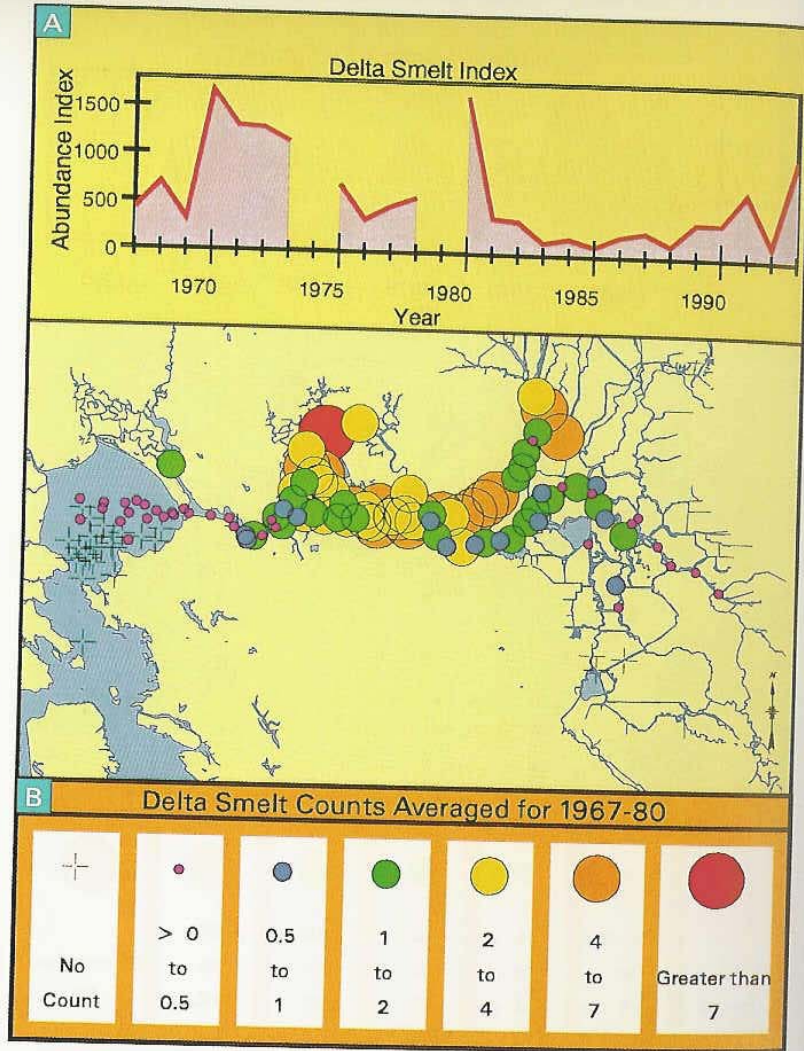 A
Delta Smelt Index
Abundance Index
1500
1000
500
0
1970 1975 1980 1985 1990
Year
N
B
Delta Smelt Counts Averaged for 1967-80
No
Count
> 0
to
0.5
0.5
to
1
1
to
2
2
to
4
4
to
7
Greater than
7